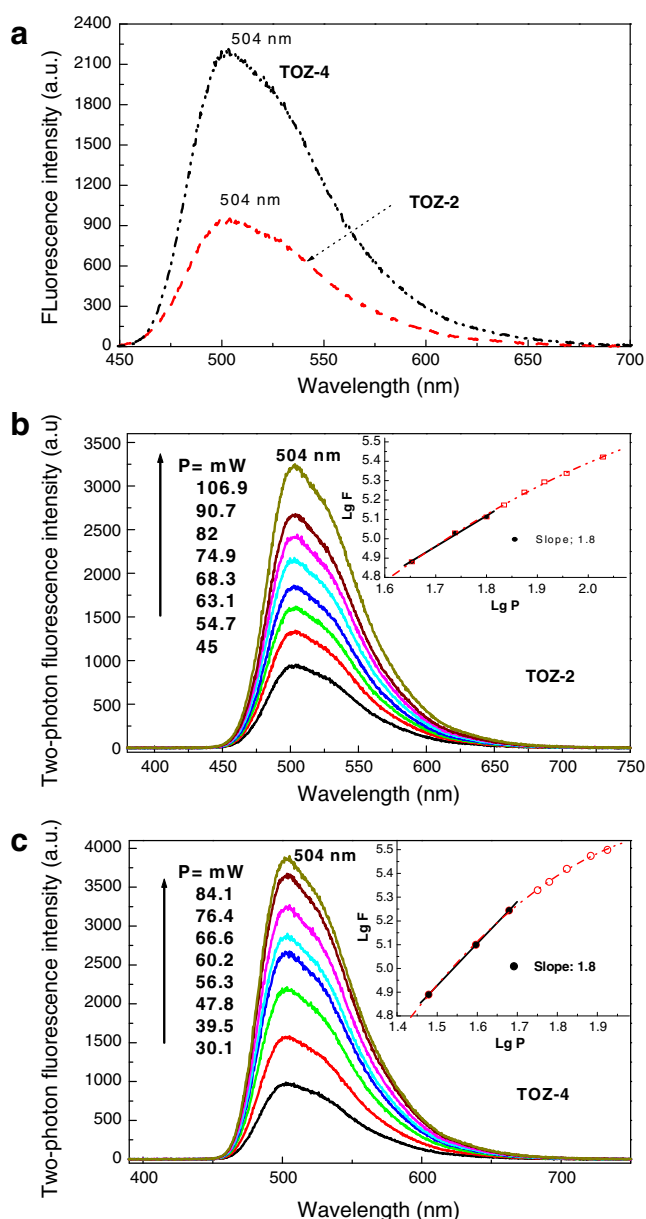 a
504 nm
TOZ-4
504 nm
TOZ-2
FLuorescence intensity (a.u.)
2400
2100
1800
1500
1200
900
600
300
0
450 500 550 600 650 700
Wavelength (nm)
b
Two-photon fluorescence intensity (a.u)
3500
3000
2500
2000
1500
1000
500
0
P= mW
106.9
90.7
82
74.9
68.3
63.1
54.7
45
504 nm
Lg F
5.5
5.4
5.3
5.2
5.1
5.0
4.9
4.8
Slope; 1.8
1.6 1.7 1.8 1.9 2.0
Lg P
TOZ-2
400 450 500 550 600 650 700 750
Wavelength (nm)
c
Two-photon fluorescence intensity (a.u.)
4000
3500
3000
2500
2000
1500
1000
500
0
P= mW
84.1
76.4
66.6
60.2
56.3
47.8
39.5
30.1
504 nm
Lg F
5.5
5.4
5.3
5.2
5.1
5.0
4.9
4.8
Slope: 1.8
1.4 1.5 1.6 1.7 1.8 1.9
Lg P
TOZ-4
400 500 600 700
Wavelength (nm)